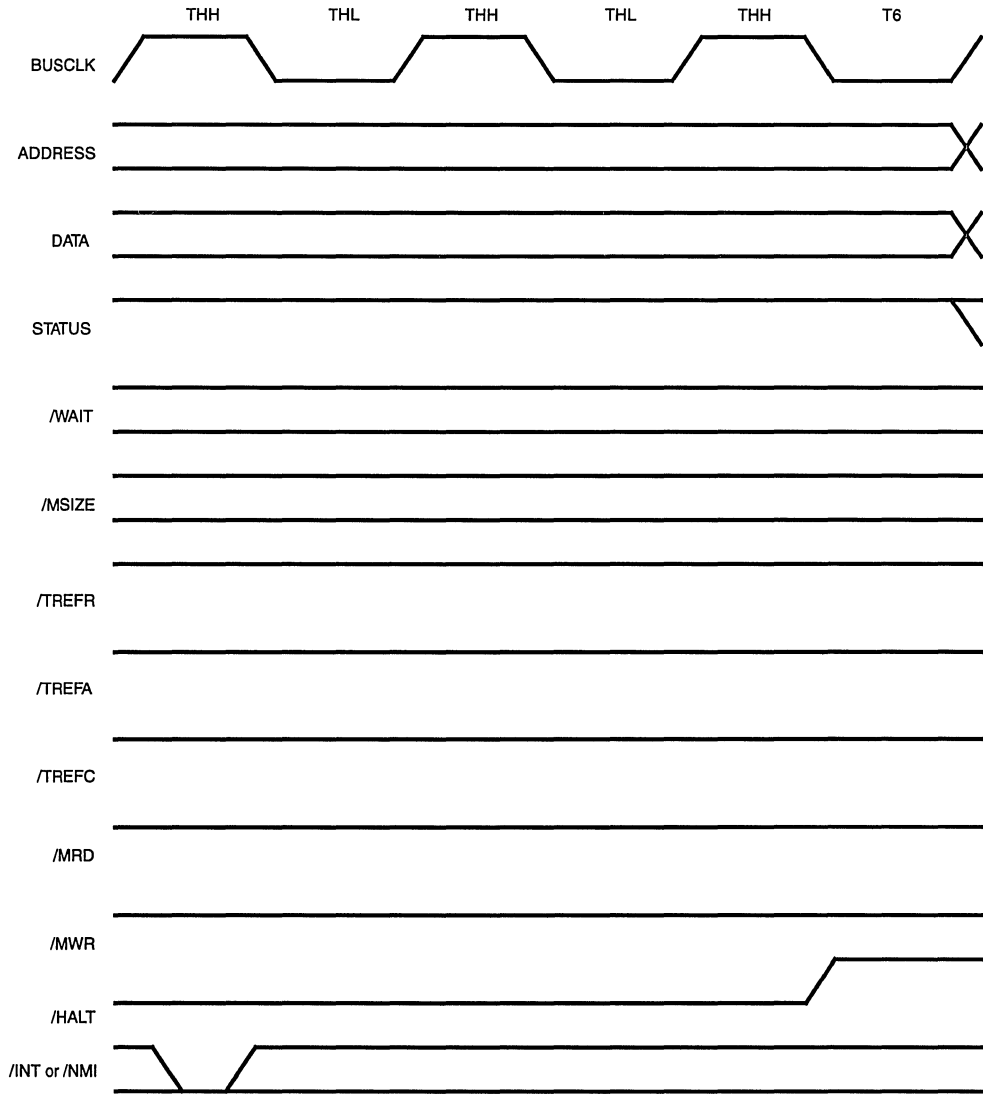 THH THL THH THL THH T6
BUSCLK
ADDRESS
DATA
STATUS
/WAIT
/MSIZE
/TREFR
/TREFA
/TREFC
/MRD
/MWR
/HALT
/INT or /NMI